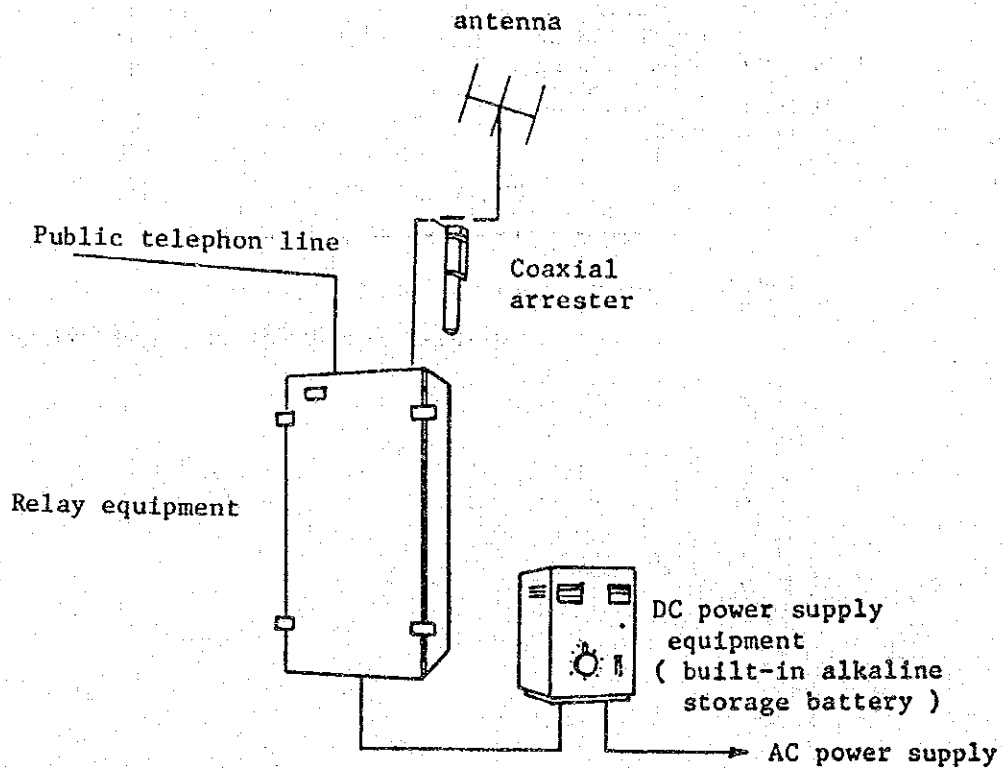 antenna
Public telephon line
Coaxial
arrester
Relay equipment
DC power supply
equipment
( built-in alkaline
storage battery )
AC power supply